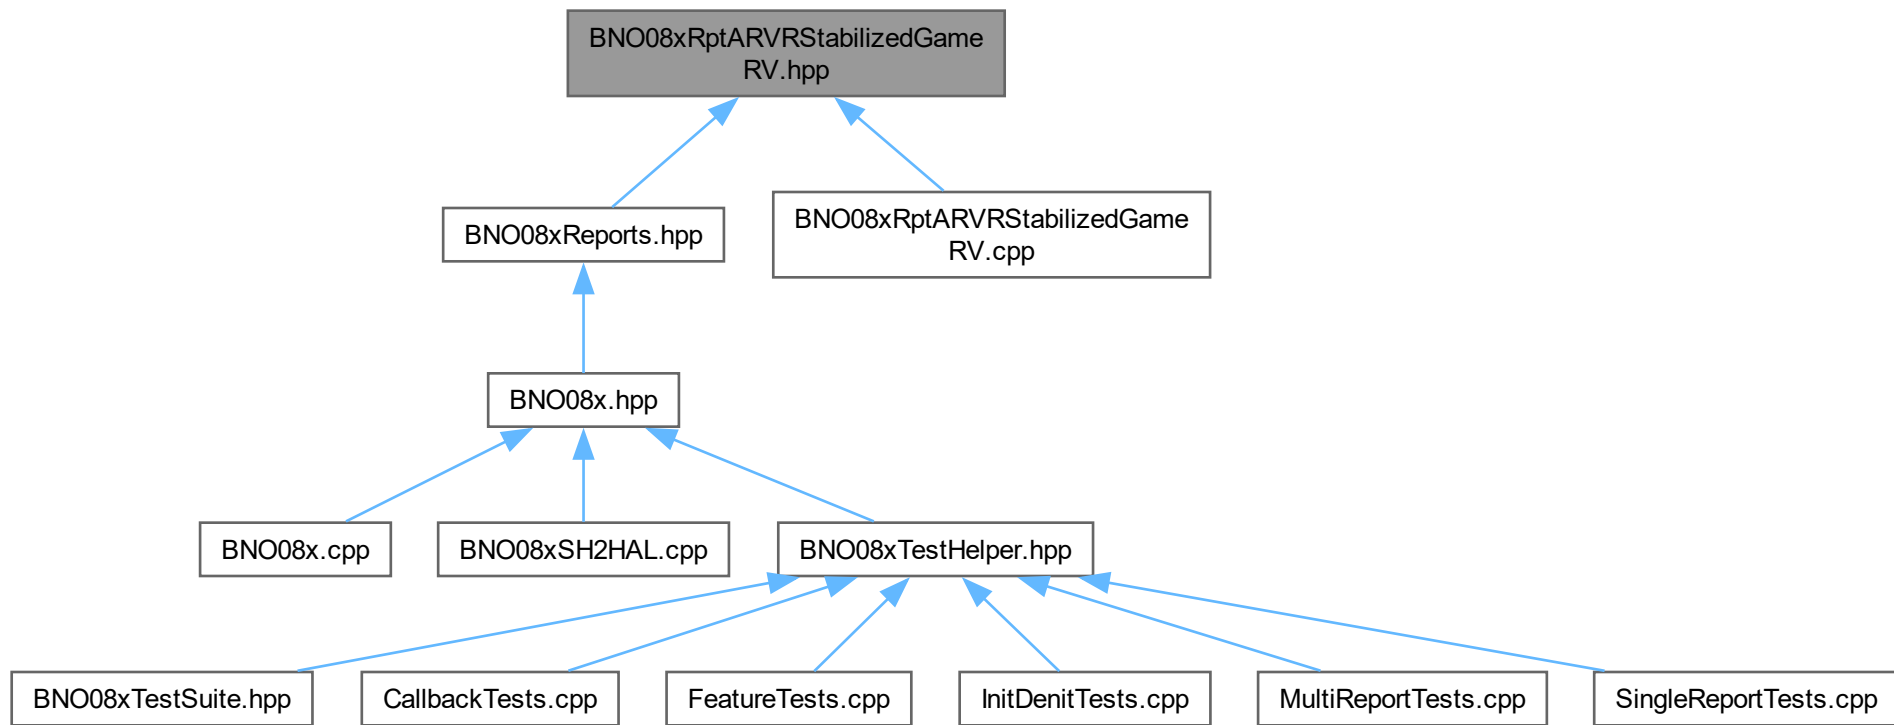 BNO08xRptARVRStabilizedGame
RV.hpp
BNO08xReports.hpp
BNO08xRptARVRStabilizedGame
RV.cpp
BNO08x.hpp
BNO08x.cpp
BNO08xSH2HAL.cpp
BNO08xTestHelper.hpp
BNO08xTestSuite.hpp
CallbackTests.cpp
FeatureTests.cpp
InitDenitTests.cpp
MultiReportTests.cpp
SingleReportTests.cpp